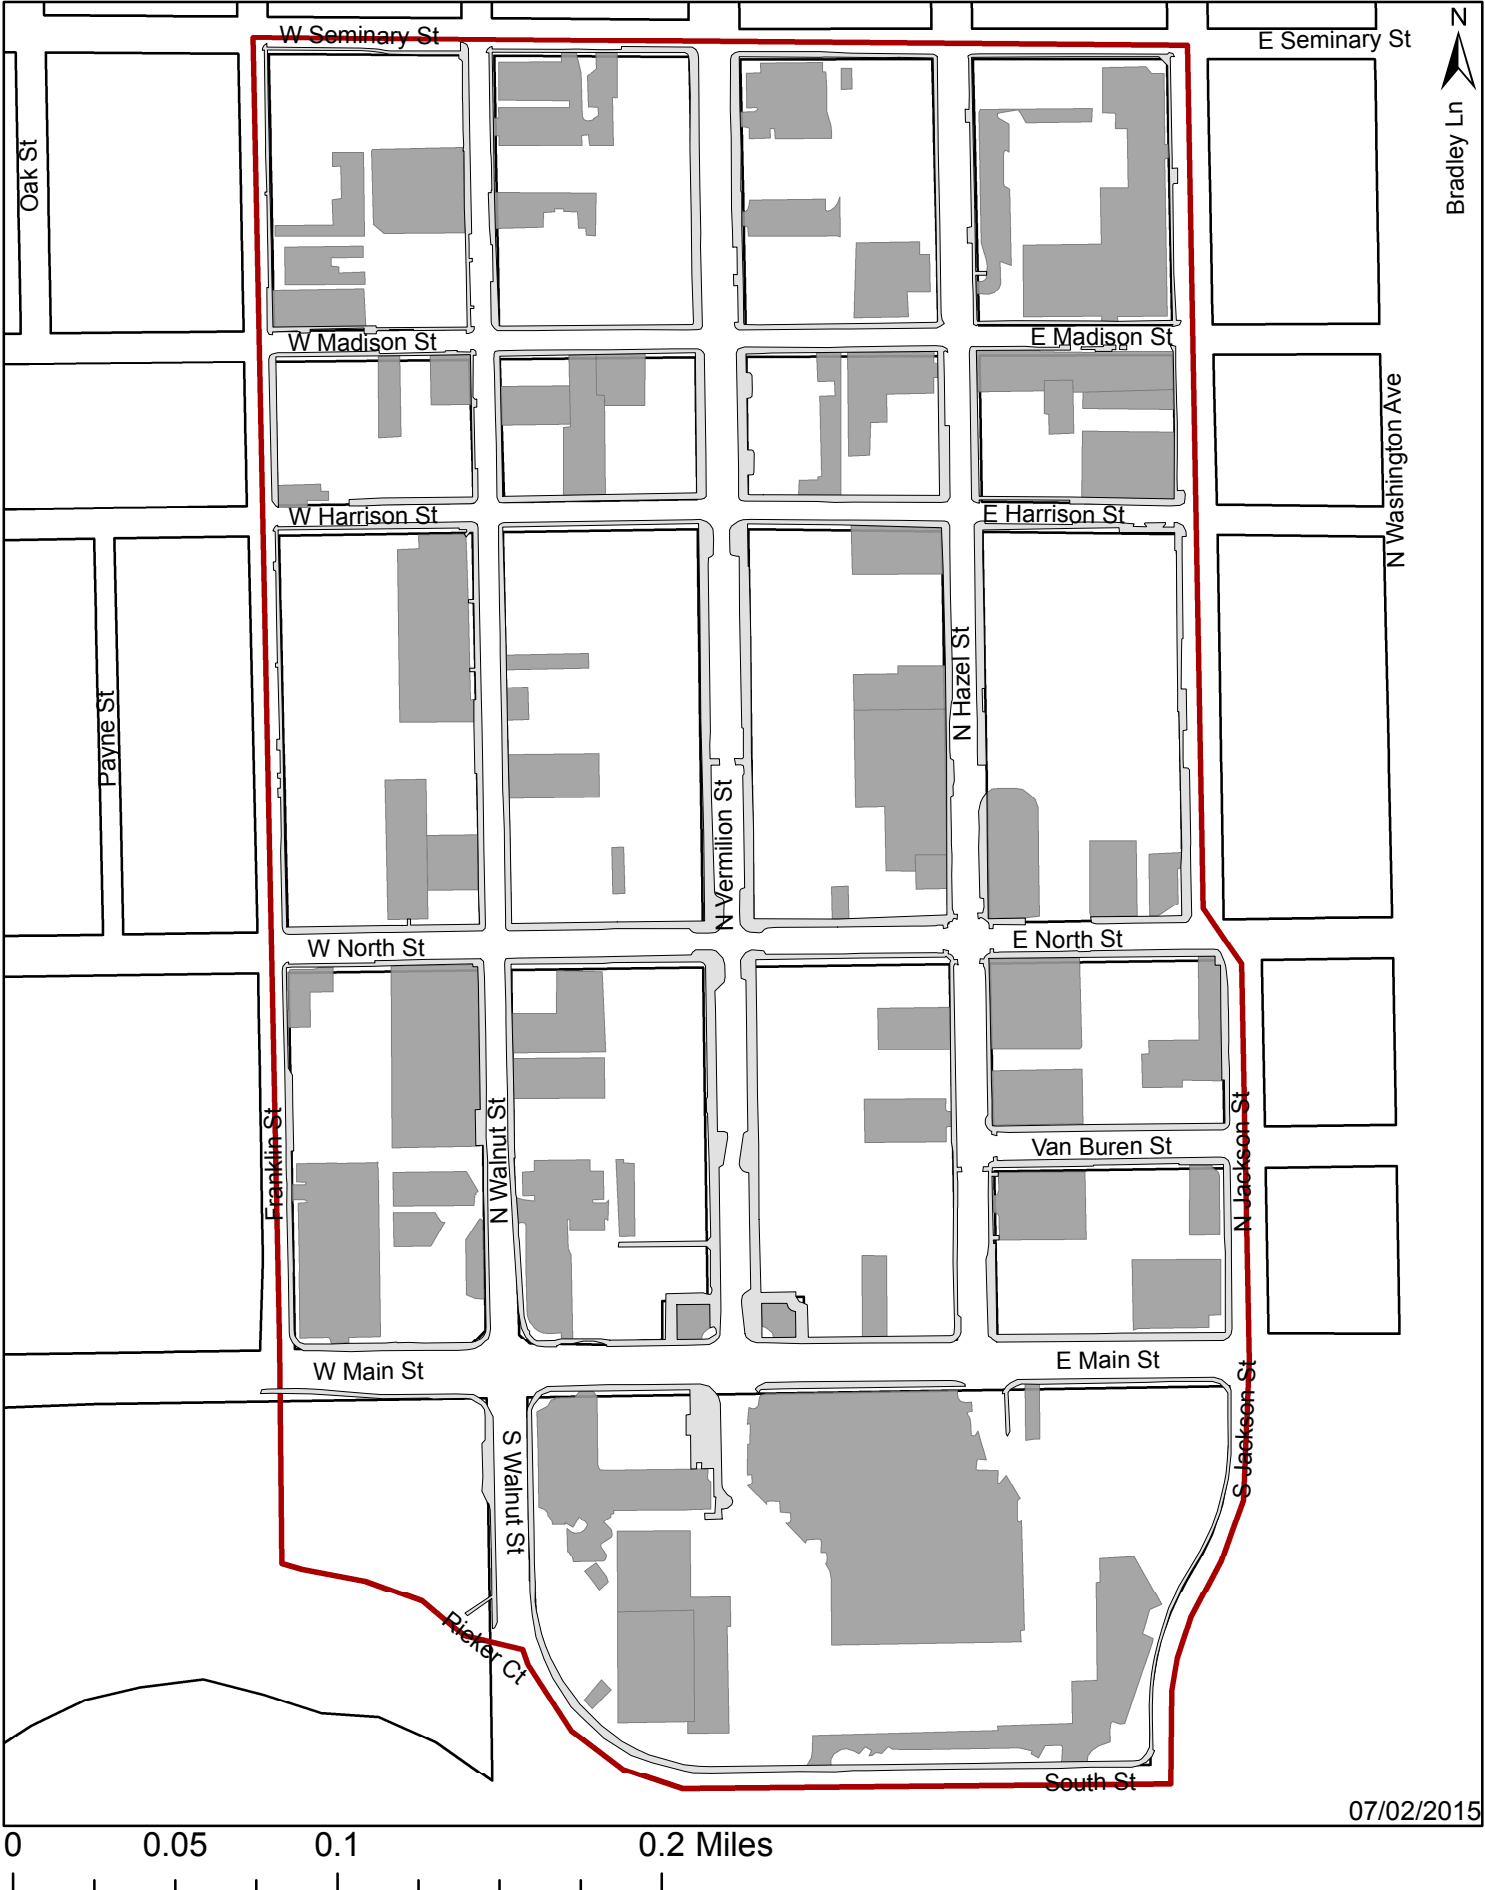 N
W Seminary St
E Seminary St
Oak St
Bradley Ln
W Madison St
E Madison St
N Washington Ave
W Harrison St
E Harrison St
N Hazel St
Payne St
N Vermilion St
W North St
E North St
Franklin St
N Walnut St
N Jackson St
Van Buren St
W Main St
E Main St
S Jackson St
S Walnut St
Ricker Ct
South St
07/02/2015
0 0.05 0.1 0.2 Miles